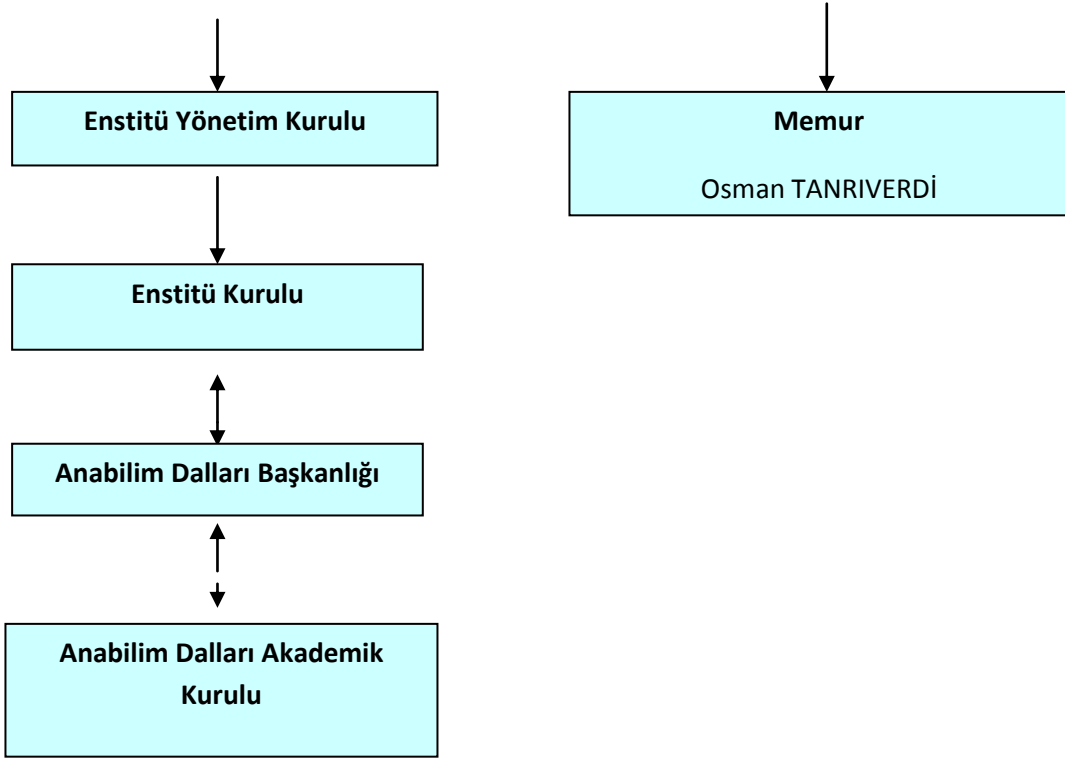 Enstitü Yönetim Kurulu
Memur
Osman TANRIVERDİ
Enstitü Kurulu
Anabilim Dalları Başkanlığı
Anabilim Dalları Akademik
Kurulu